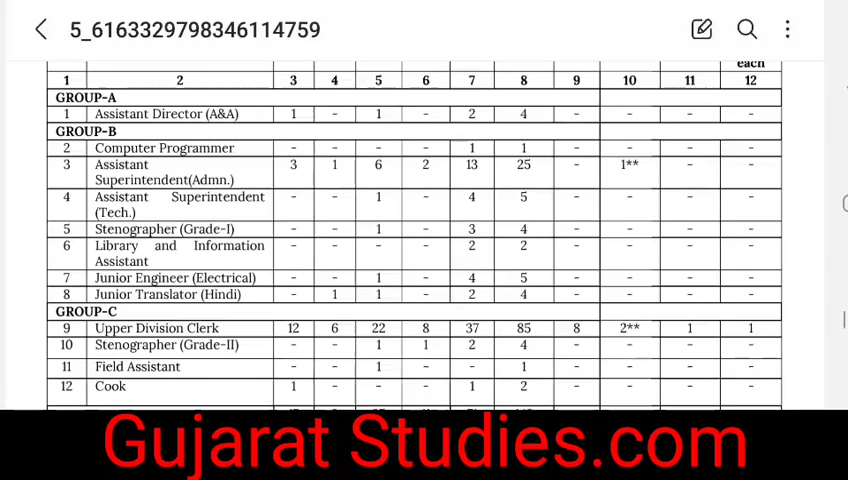 5_6163329798346114759
each
1 2 3 4 5 6 7 8 9 10 11 12
GROUP-A
1 Assistant Director (A&A) 1 - 1 - 2 4 - - - -
GROUP-B
2 Computer Programmer - - - - 1 1 - - - -
3 Assistant 3 1 6 2 13 25 - 1** - -
Superintendent(Admn.)
4 Assistant Superintendent - - 1 - 4 5 - - - -
(Tech.)
5 Stenographer (Grade-I) - - 1 - 3 4 - - - -
6 Library and Information - - - - 2 2 - - - -
Assistant
7 Junior Engineer (Electrical) - - 1 - 4 5 - - - -
8 Junior Translator (Hindi) - 1 1 - 2 4 - - - -
GROUP-C
9 Upper Division Clerk 12 6 22 8 37 85 8 2** 1 1
10 Stenographer (Grade-II) - - 1 1 2 4 - - - -
11 Field Assistant - - 1 - - 1 - - - -
12 Cook 1 - - - 1 2 - - - -
Gujarat Studies.com